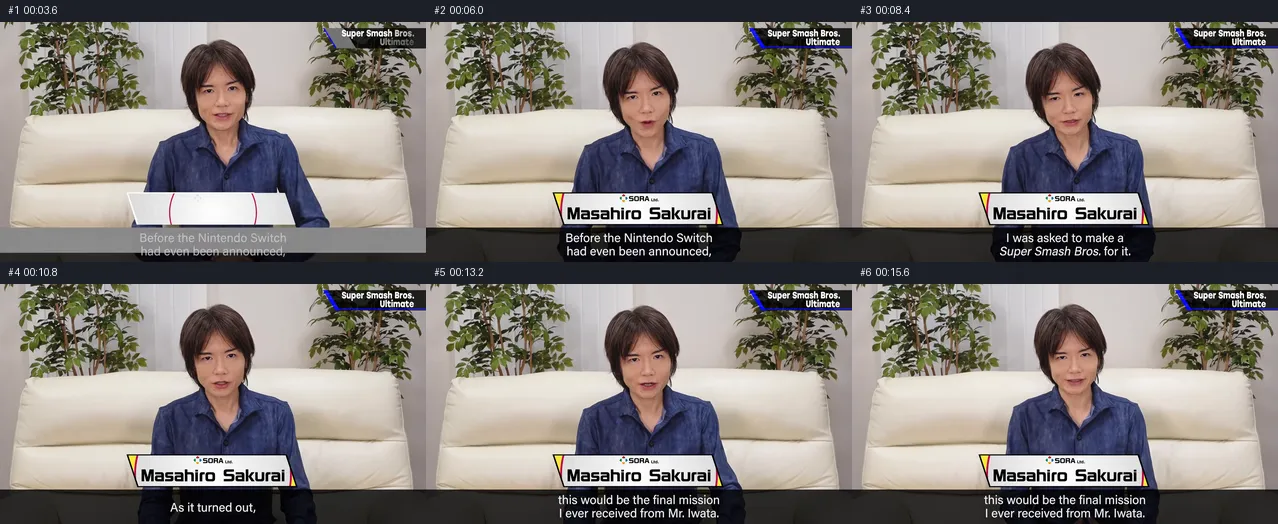 #1 00:03.6
Super Smash Bros.
Ultimate
Before the Nintendo Switch
had even been announced,
#2 00:06.0
Super Smash Bros.
Ultimate
SORA Ltd.
Masahiro Sakurai
Before the Nintendo Switch
had even been announced,
#3 00:08.4
Super Smash Bros.
Ultimate
SORA Ltd.
Masahiro Sakurai
I was asked to make a
Super Smash Bros. for it.
#4 00:10.8
Super Smash Bros.
Ultimate
SORA Ltd.
Masahiro Sakurai
As it turned out,
#5 00:13.2
Super Smash Bros.
Ultimate
SORA Ltd.
Masahiro Sakurai
this would be the final mission
I ever received from Mr. Iwata.
#6 00:15.6
Super Smash Bros.
Ultimate
SORA Ltd.
Masahiro Sakurai
this would be the final mission
I ever received from Mr. Iwata.